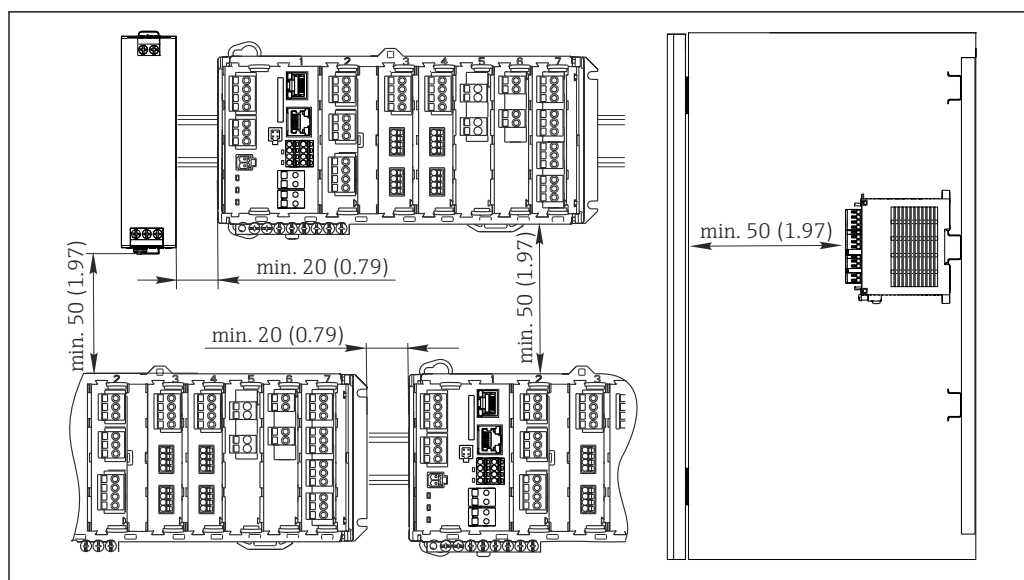 1 2 3 4 5 6 7
min. 50 (1.97)
min. 20 (0.79)
min. 50 (1.97)
min. 50 (1.97)
min. 20 (0.79)
2 3 4 5 6 7
1 2 3